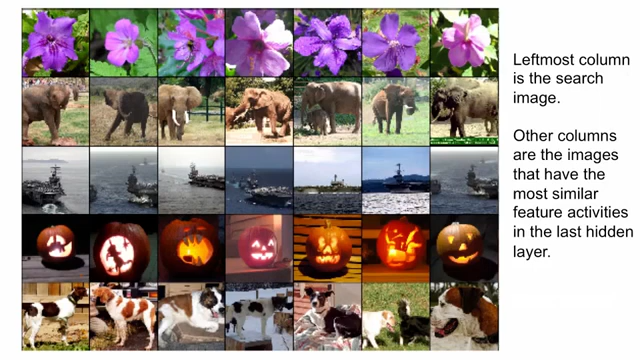 Leftmost column
is the search
image.
Other columns
are the images
that have the
most similar
feature activities
in the last hidden
layer.